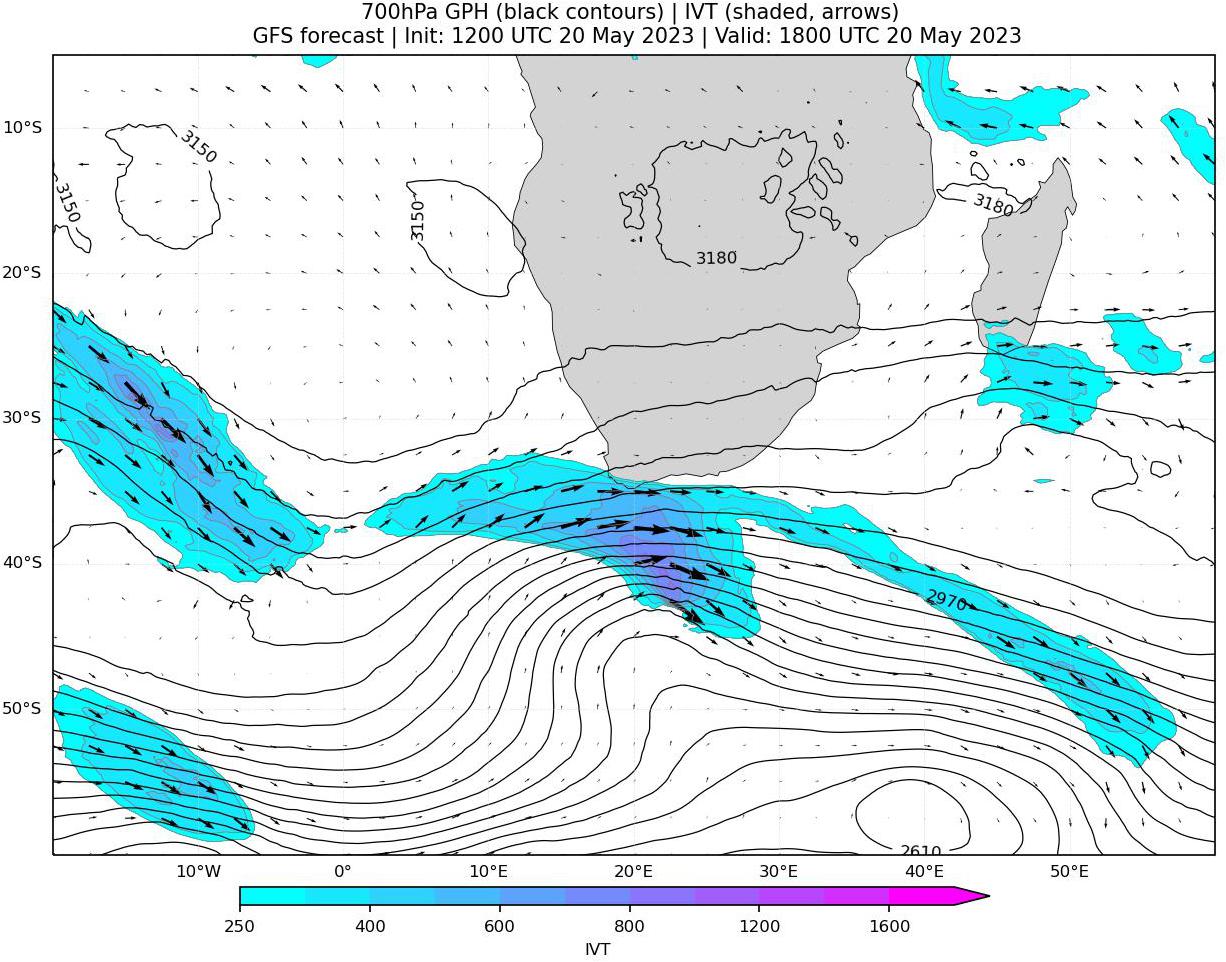 700hPa GPH (black contours) | IVT (shaded, arrows)
GFS forecast | Init: 1200 UTC 20 May 2023 | Valid: 1800 UTC 20 May 2023
10°S
20°S
30°S
40°S
50°S
3150
3150
3150
3180
3180
2970
2610
10°W
0°
10°E
20°E
30°E
40°E
50°E
250
400
600
800
1200
1600
IVT